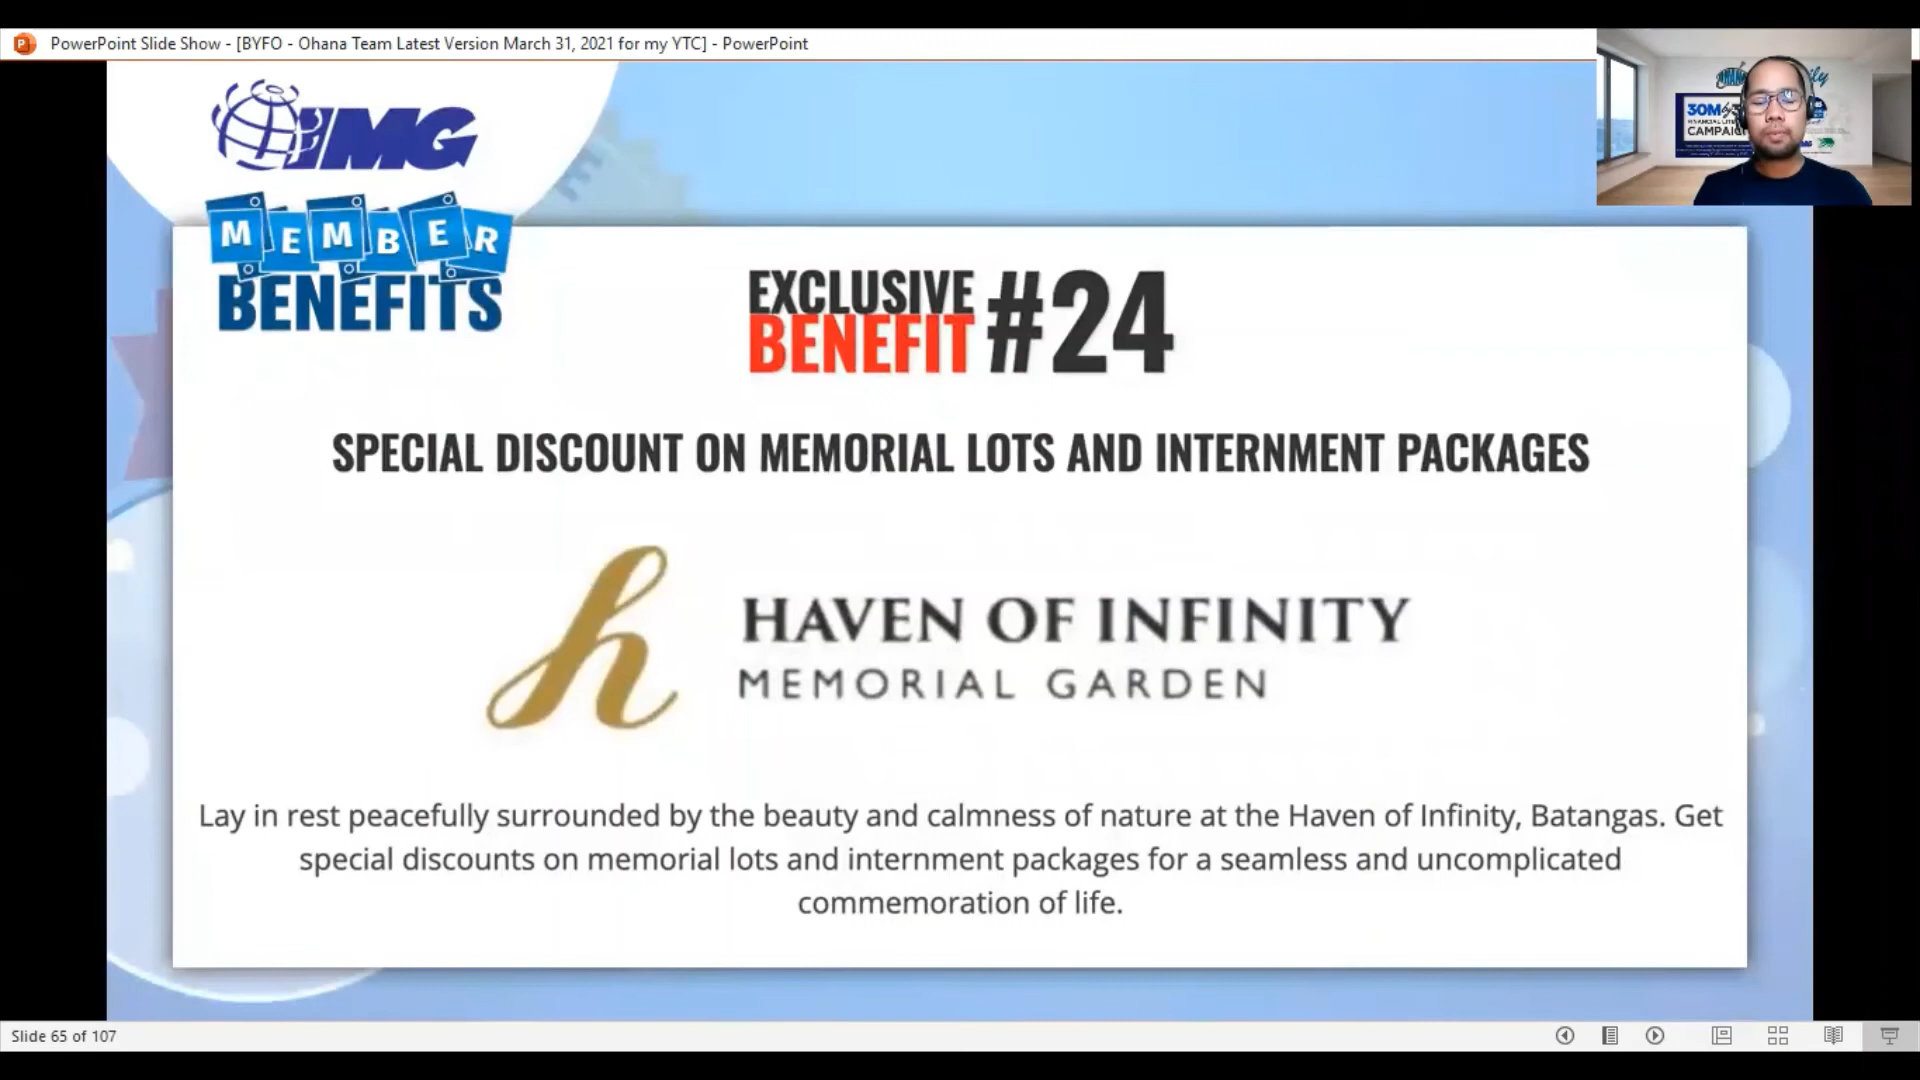 PowerPoint Slide Show - [BYFO - Ohana Team Latest Version March 31, 2021 for my YTC] - PowerPoint
IMG
MEMBER
BENEFITS
30M
CAMPAIG
EXCLUSIVE
BENEFIT #24
SPECIAL DISCOUNT ON MEMORIAL LOTS AND INTERNMENT PACKAGES
h
HAVEN OF INFINITY
MEMORIAL GARDEN
Lay in rest peacefully surrounded by the beauty and calmness of nature at the Haven of Infinity, Batangas. Get
special discounts on memorial lots and internment packages for a seamless and uncomplicated
commemoration of life.
Slide 65 of 107